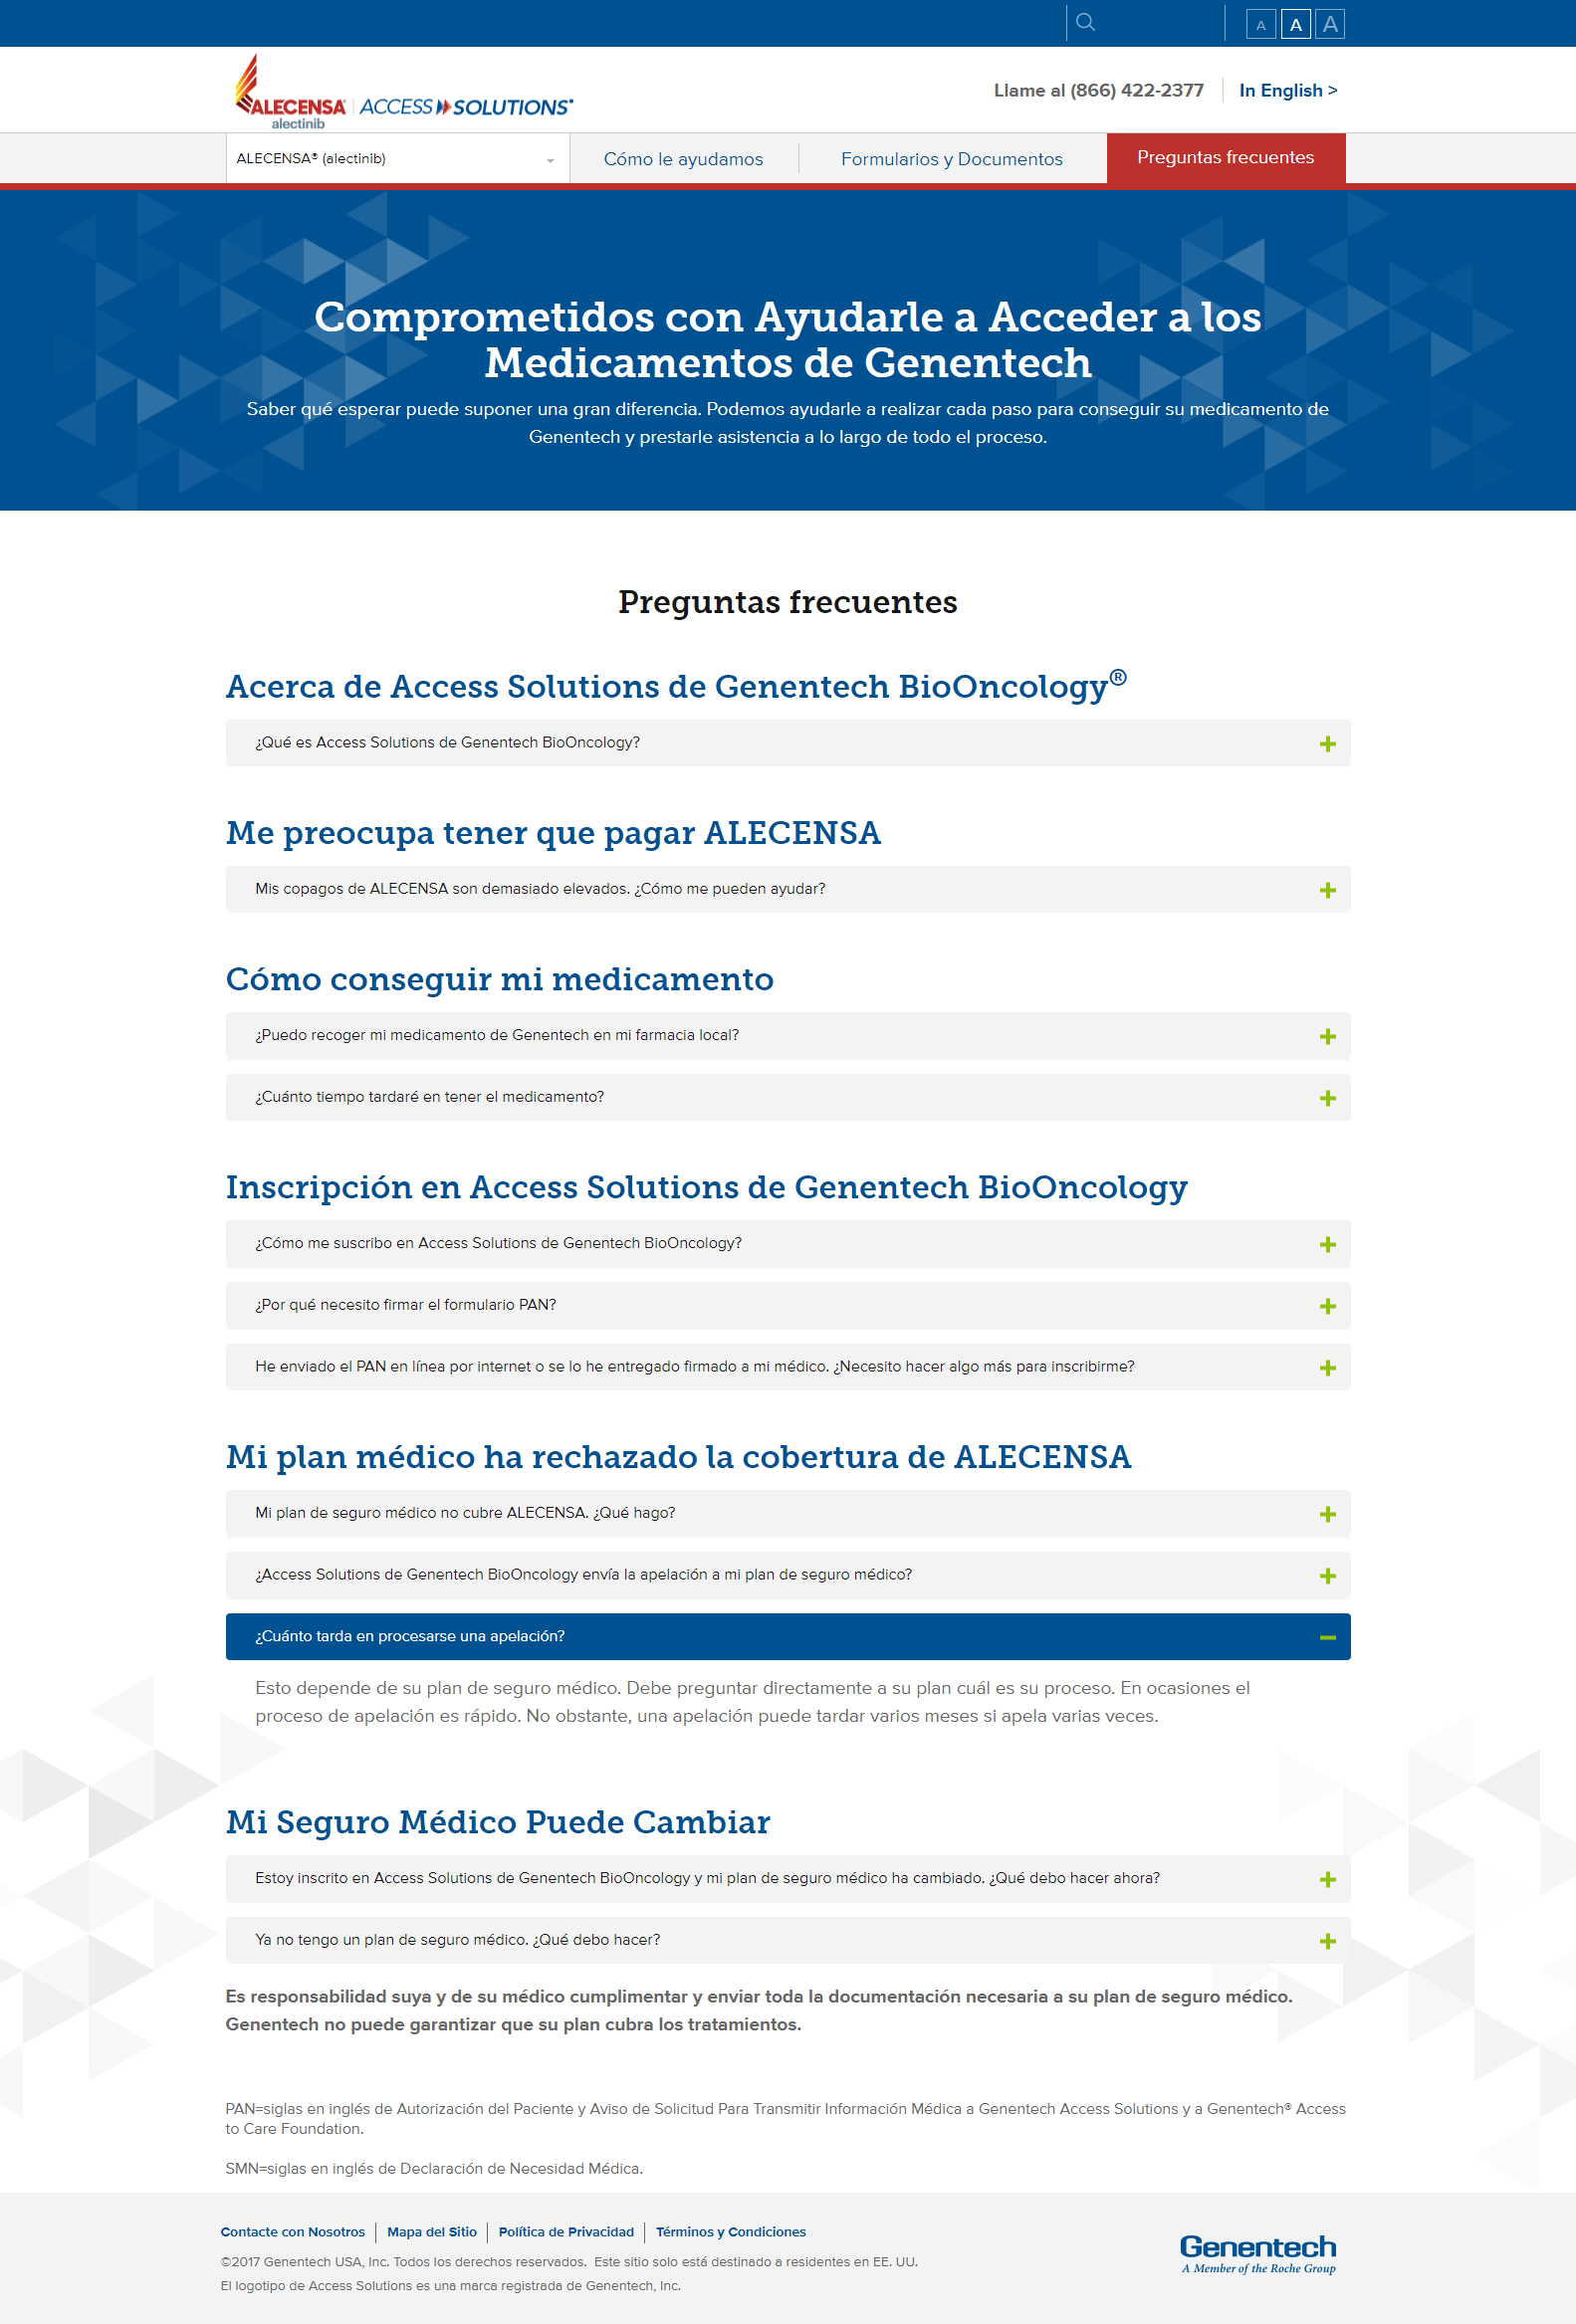 A A A
ALECENSA®
alectinib
ACCESS SOLUTIONS®
Llame al (866) 422-2377
In English >
ALECENSA® (alectinib)
Cómo le ayudamos
Formularios y Documentos
Preguntas frecuentes
Comprometidos con Ayudarle a Acceder a los
Medicamentos de Genentech
Saber qué esperar puede suponer una gran diferencia. Podemos ayudarle a realizar cada paso para conseguir su medicamento de
Genentech y prestarle asistencia a lo largo de todo el proceso.
Preguntas frecuentes
Acerca de Access Solutions de Genentech BioOncology®
¿Qué es Access Solutions de Genentech BioOncology?
Me preocupa tener que pagar ALECENSA
Mis copagos de ALECENSA son demasiado elevados. ¿Cómo me pueden ayudar?
Cómo conseguir mi medicamento
¿Puedo recoger mi medicamento de Genentech en mi farmacia local?
¿Cuánto tiempo tardaré en tener el medicamento?
Inscripción en Access Solutions de Genentech BioOncology
¿Cómo me suscribo en Access Solutions de Genentech BioOncology?
¿Por qué necesito firmar el formulario PAN?
He enviado el PAN en línea por internet o se lo he entregado firmado a mi médico. ¿Necesito hacer algo más para inscribirme?
Mi plan médico ha rechazado la cobertura de ALECENSA
Mi plan de seguro médico no cubre ALECENSA. ¿Qué hago?
¿Access Solutions de Genentech BioOncology envía la apelación a mi plan de seguro médico?
¿Cuánto tarda en procesarse una apelación?
Esto depende de su plan de seguro médico. Debe preguntar directamente a su plan cuál es su proceso. En ocasiones el
proceso de apelación es rápido. No obstante, una apelación puede tardar varios meses si apela varias veces.
Mi Seguro Médico Puede Cambiar
Estoy inscrito en Access Solutions de Genentech BioOncology y mi plan de seguro médico ha cambiado. ¿Qué debo hacer ahora?
Ya no tengo un plan de seguro médico. ¿Qué debo hacer?
Es responsabilidad suya y de su médico cumplimentar y enviar toda la documentación necesaria a su plan de seguro médico.
Genentech no puede garantizar que su plan cubra los tratamientos.
PAN=siglas en inglés de Autorización del Paciente y Aviso de Solicitud Para Transmitir Información Médica a Genentech Access Solutions y a Genentech® Access
to Care Foundation.
SMN=siglas en inglés de Declaración de Necesidad Médica.
Contacte con Nosotros
Mapa del Sitio
Política de Privacidad
Términos y Condiciones
©2017 Genentech USA, Inc. Todos los derechos reservados. Este sitio solo está destinado a residentes en EE. UU.
El logotipo de Access Solutions es una marca registrada de Genentech, Inc.
Genentech
A Member of the Roche Group